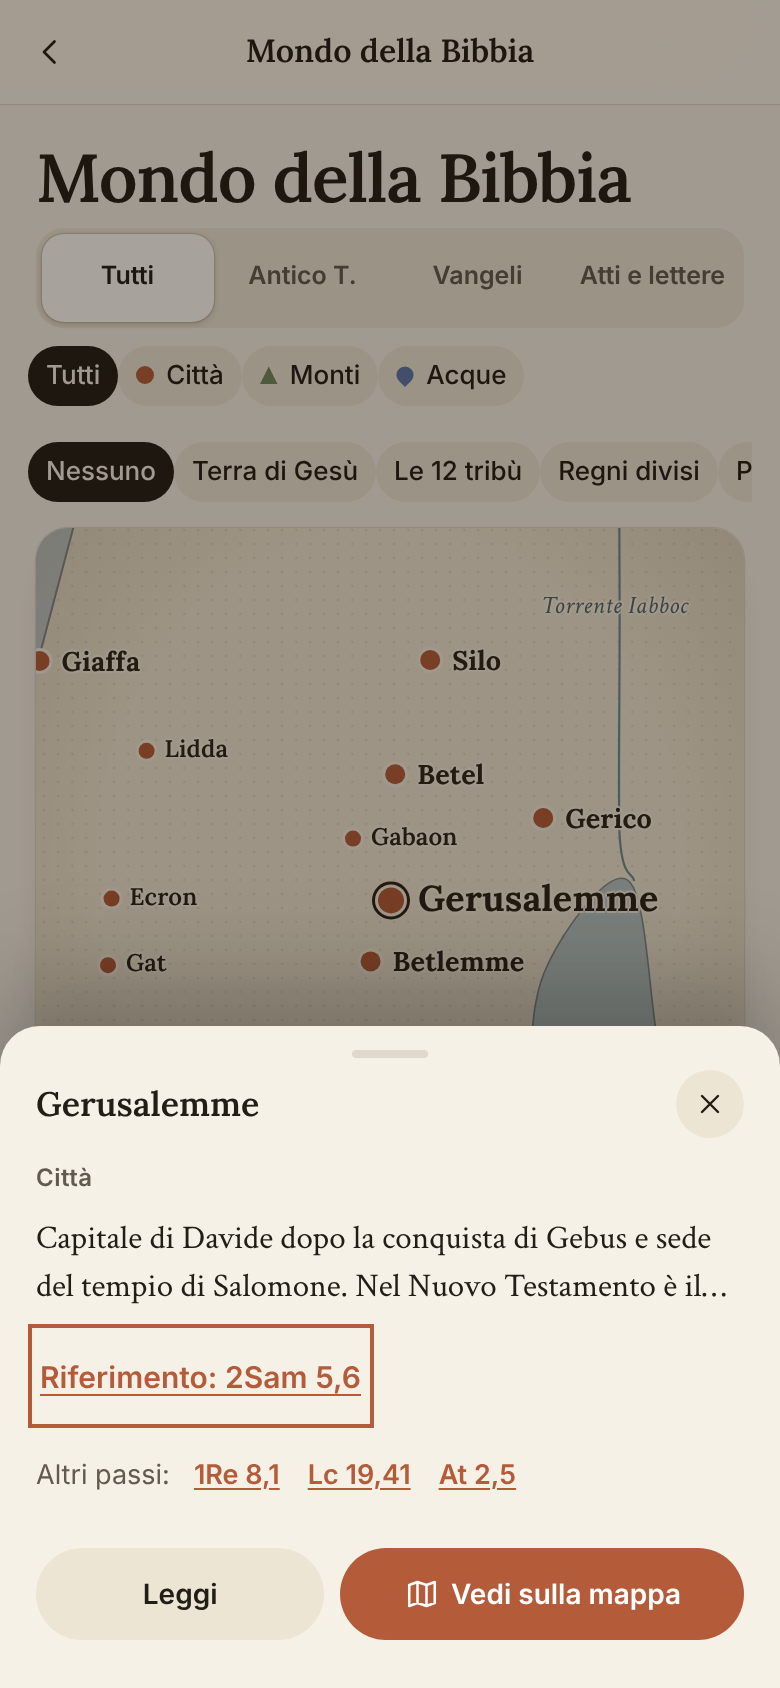 Mondo della Bibbia
Mondo della Bibbia
Tutti Antico T. Vangeli Atti e lettere
Tutti Città Monti Acque
Nessuno Terra di Gesù Le 12 tribù Regni divisi P
Torrente Iabboc
Giaffa Silo
Lidda
Betel
Gerico
Gabaon
Ecron Gerusalemme
Gat Betlemme
Gerusalemme
Città
Capitale di Davide dopo la conquista di Gebus e sede
del tempio di Salomone. Nel Nuovo Testamento è il…
Riferimento: 2Sam 5,6
Altri passi: 1Re 8,1 Lc 19,41 At 2,5
Leggi Vedi sulla mappa